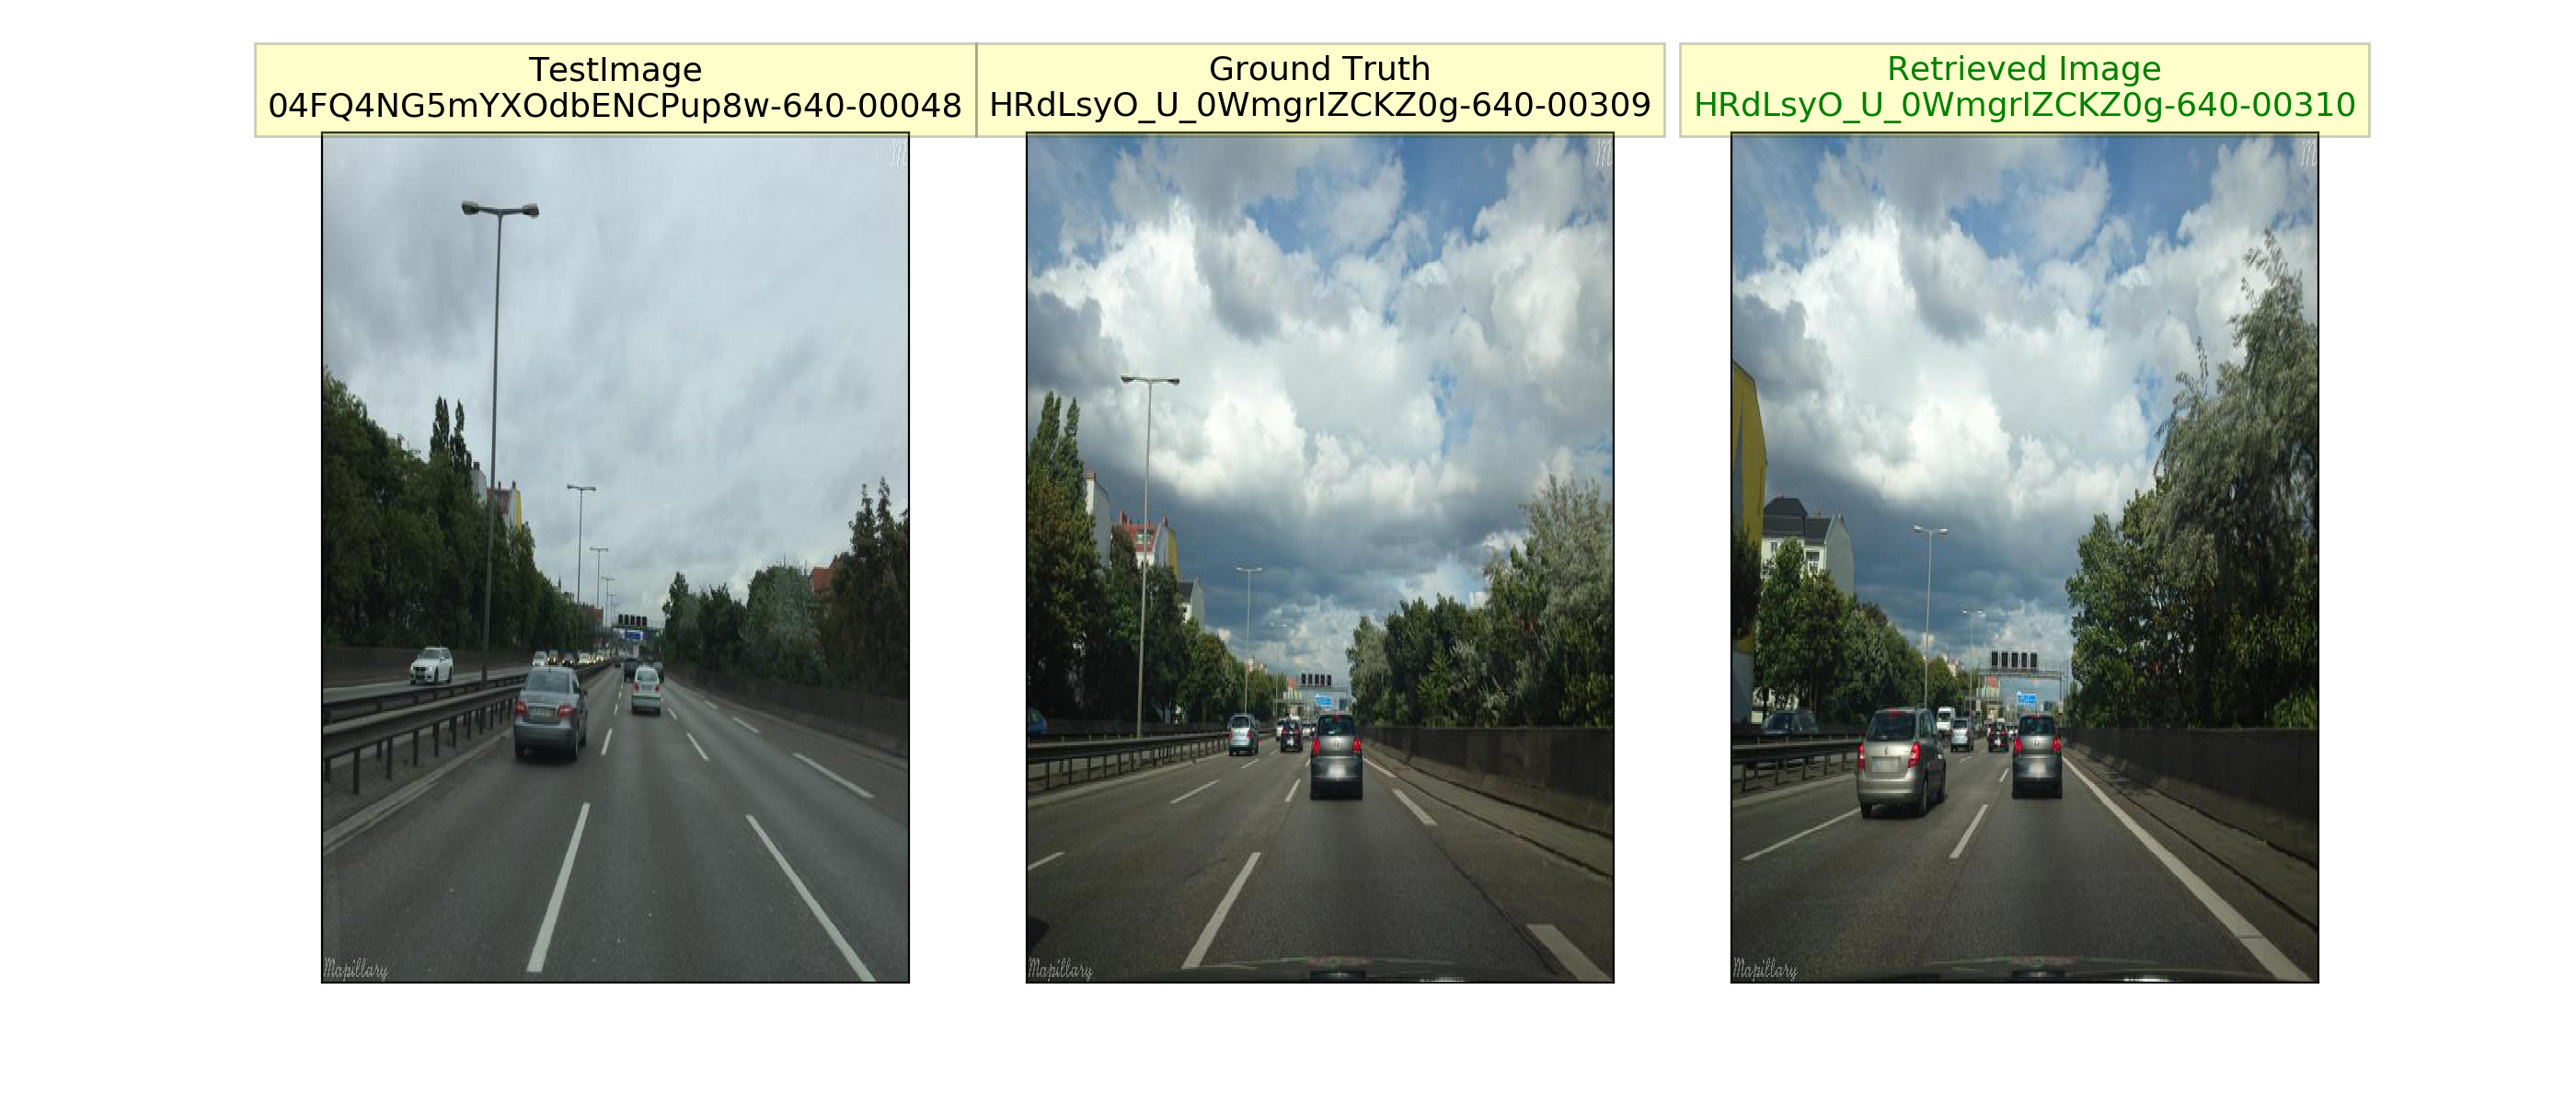 TestImage
04FQ4NG5mYXOdbENCPup8w-640-00048
Ground Truth
HRdLsyO_U_0WmgrIZCKZ0g-640-00309
Retrieved Image
HRdLsyO_U_0WmgrIZCKZ0g-640-00310
M
M
M
Mapillary
Mapillary
Mapillary